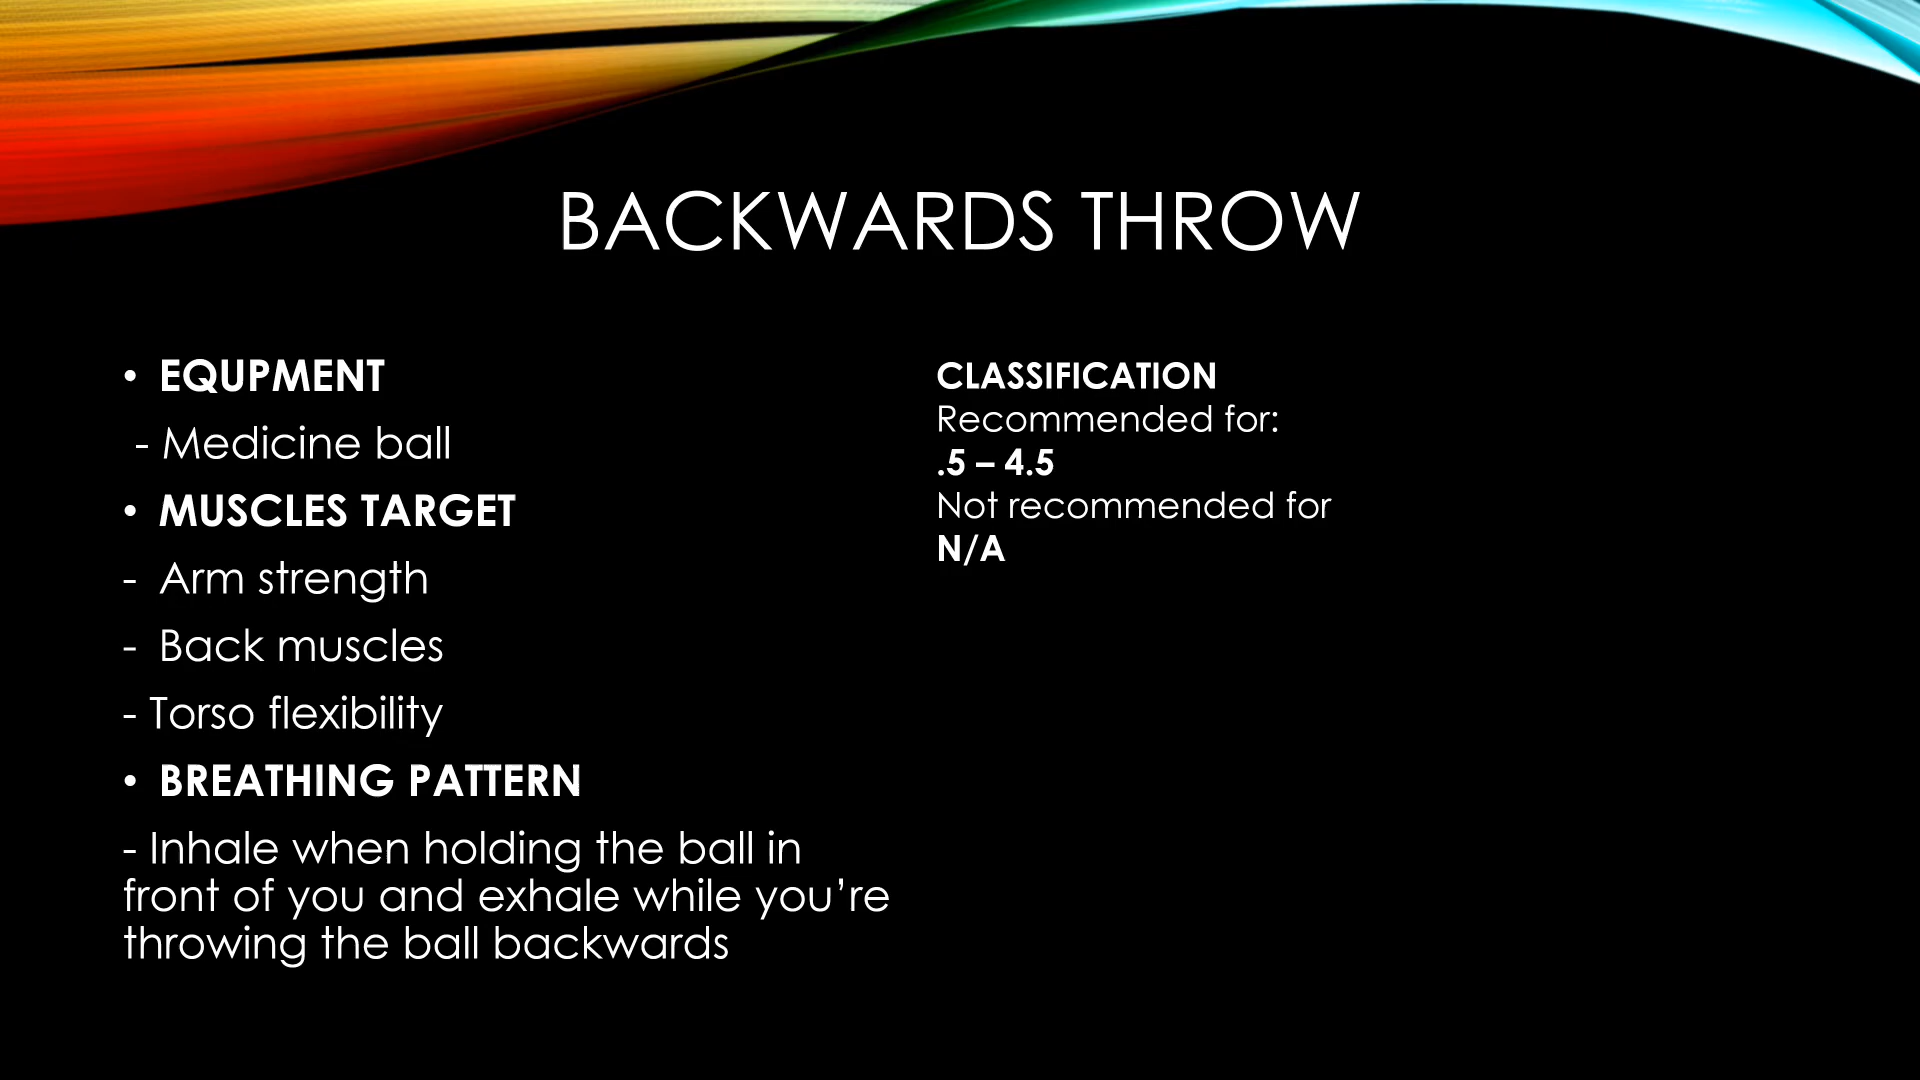 BACKWARDS THROW
• EQUPMENT
- Medicine ball
• MUSCLES TARGET
- Arm strength
- Back muscles
- Torso flexibility
• BREATHING PATTERN
- Inhale when holding the ball in
front of you and exhale while you’re
throwing the ball backwards
CLASSIFICATION
Recommended for:
.5 – 4.5
Not recommended for
N/A